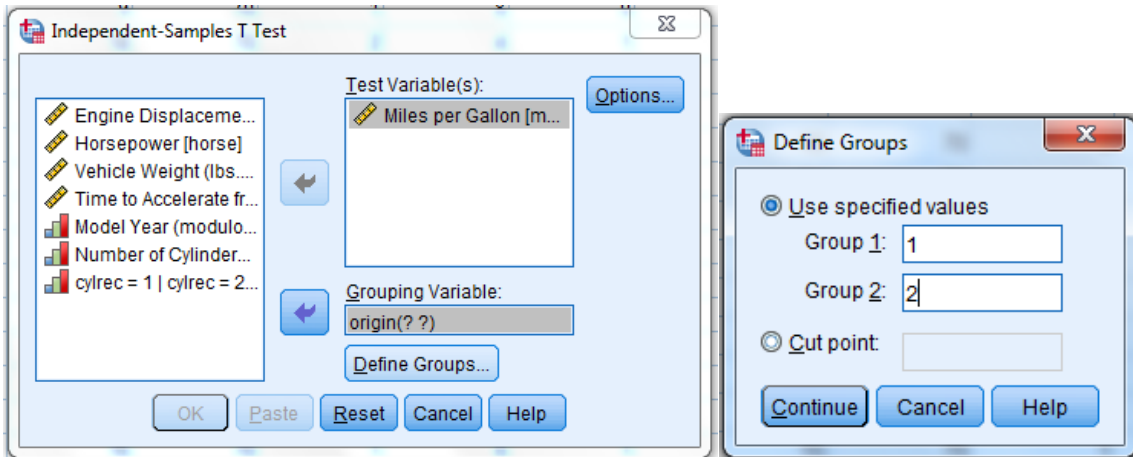 Independent-Samples T Test
Test Variable(s):
Options...
Engine Displaceme...
Horsepower [horse]
Vehicle Weight (lbs....
Time to Accelerate fr...
Model Year (modulo...
Number of Cylinder...
cylrec = 1 | cylrec = 2...
Miles per Gallon [m...
Grouping Variable:
origin(? ?)
Define Groups...
OK Paste Reset Cancel Help
Define Groups
Use specified values
Group 1: 1
Group 2: 2
Cut point:
Continue Cancel Help